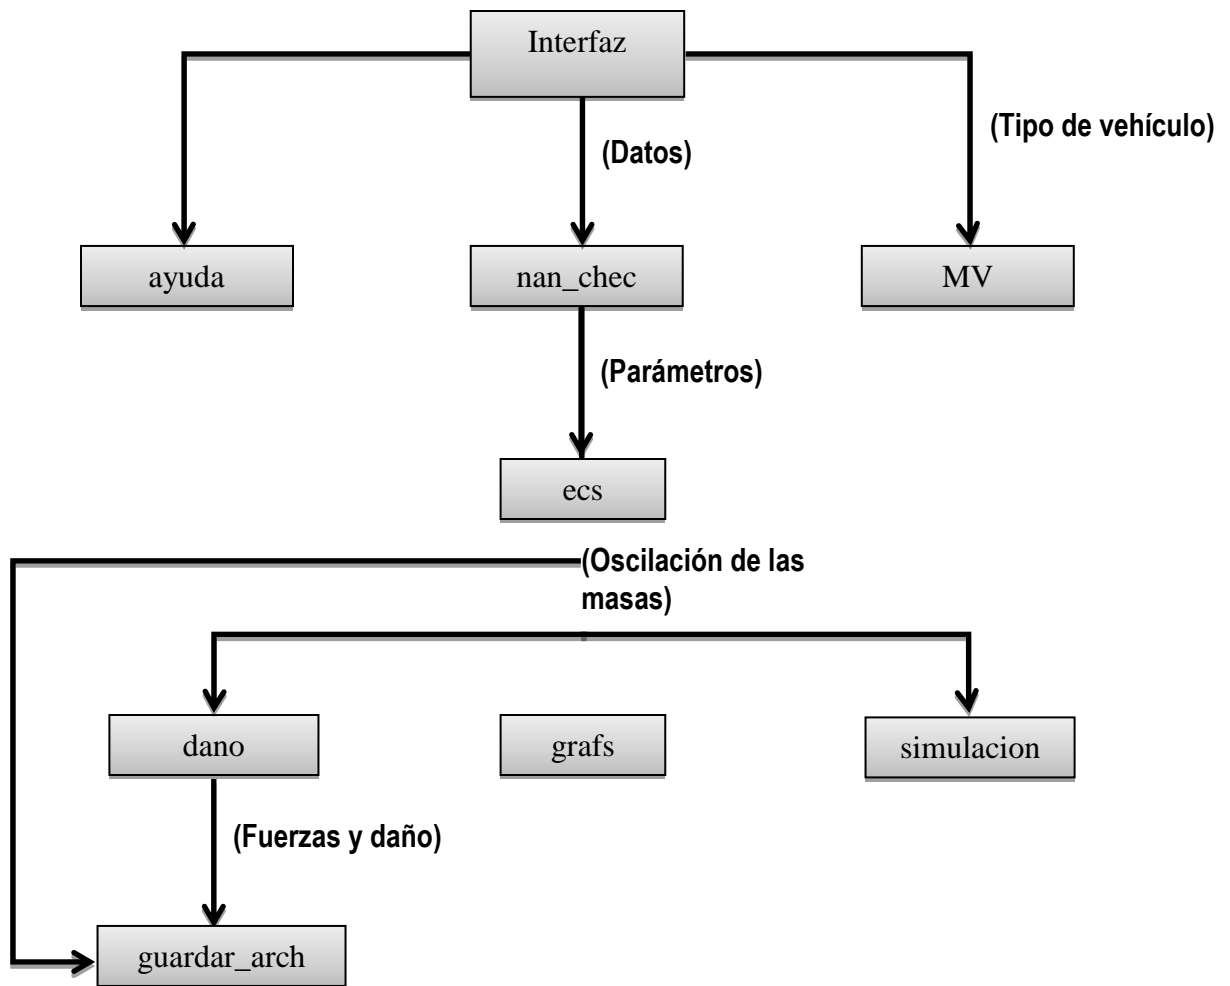 Interfaz
(Tipo de vehículo)
(Datos)
ayuda
nan_chec
MV
(Parámetros)
ecs
(Oscilación de las
masas)
dano
grafs
simulacion
(Fuerzas y daño)
guardar_arch